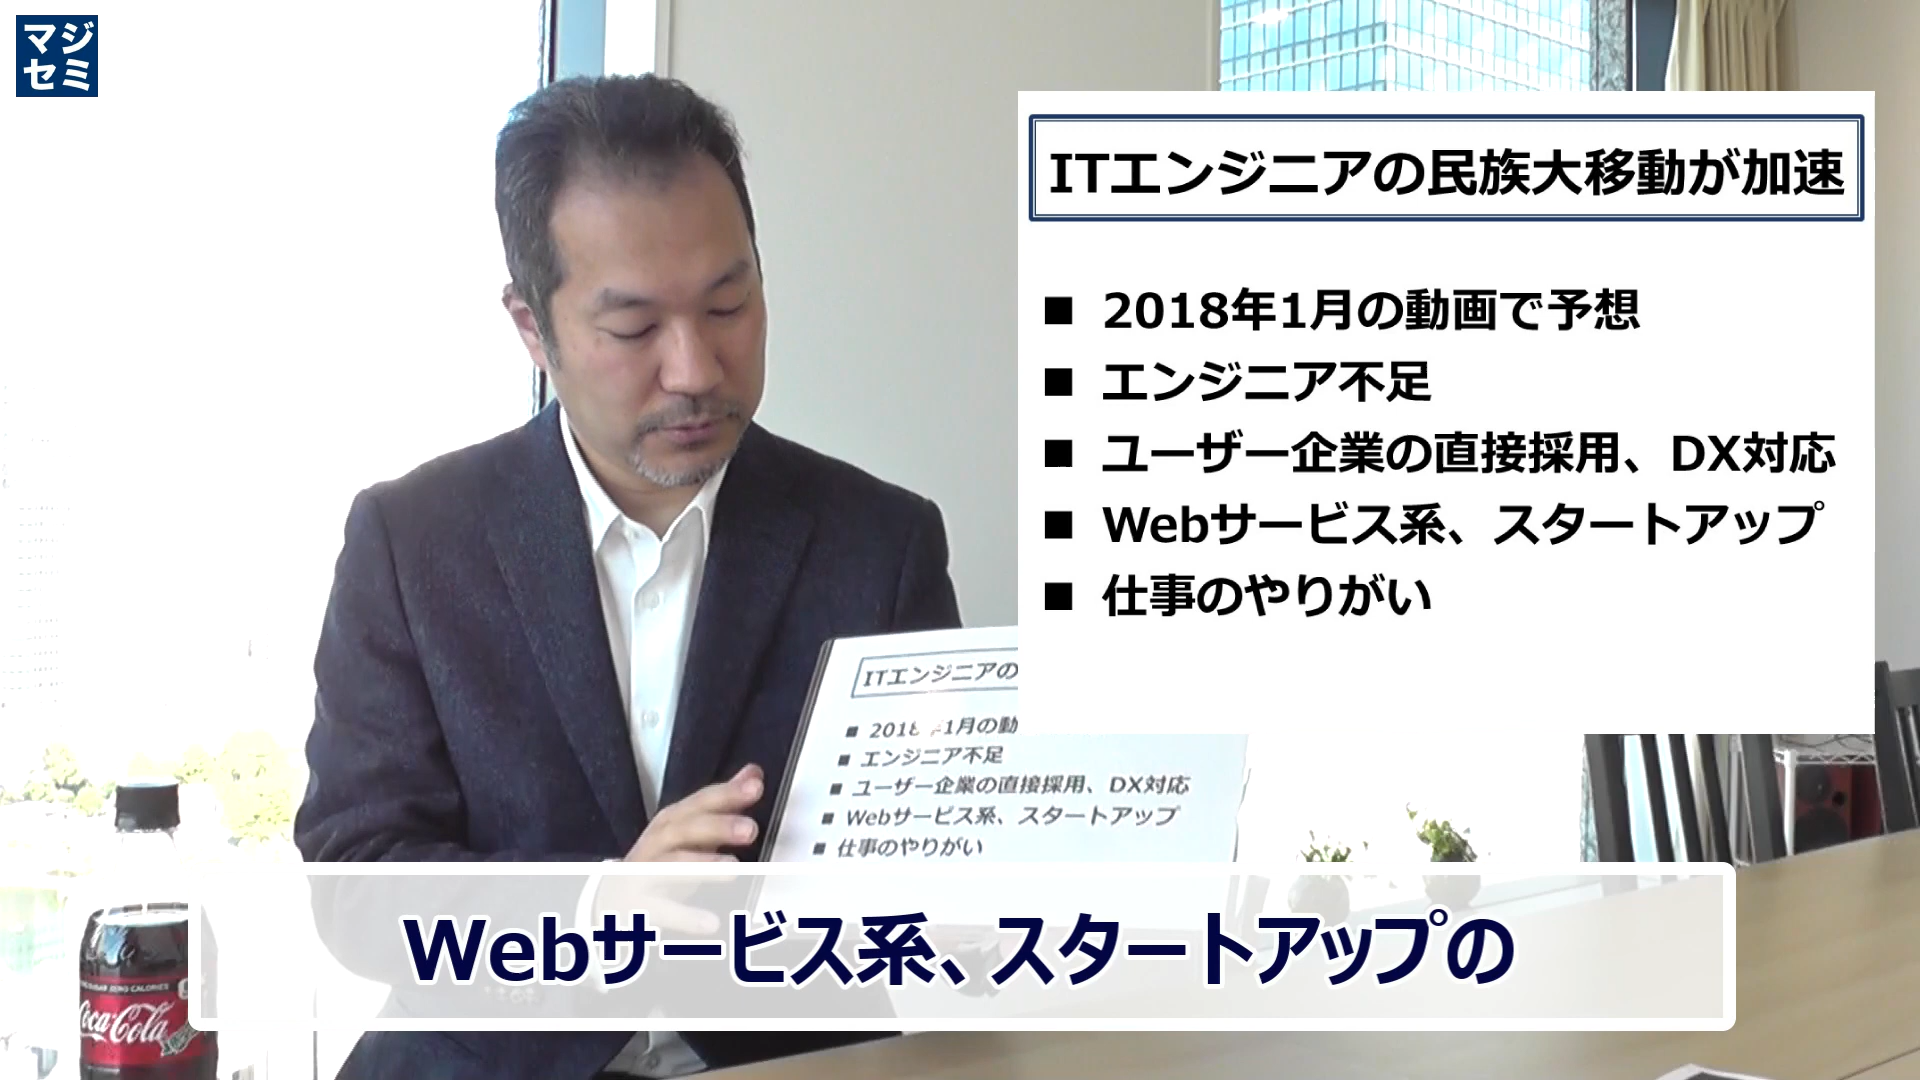 マジ
セミ
ITエンジニアの民族大移動が加速
■ 2018年1月の動画で予想
■ エンジニア不足
■ ユーザー企業の直接採用、DX対応
■ Webサービス系、スタートアップ
■ 仕事のやりがい
ITエンジニアの
■ 2018年1月の動
■ エンジニア不足
■ ユーザー企業の直接採用、DX対応
■ Webサービス系、スタートアップ
■ 仕事のやりがい
Webサービス系、スタートアップの
ZERO CALORIES
Coca-Cola